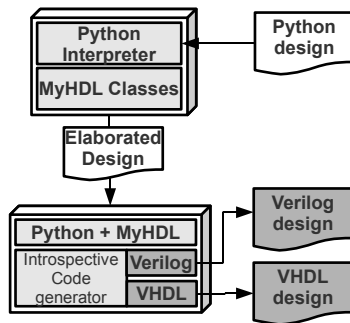 Python
Interpreter
MyHDL Classes
Python
design
Elaborated
Design
Python + MyHDL
Introspective
Code
generator
Verilog
VHDL
Verilog
design
VHDL
design